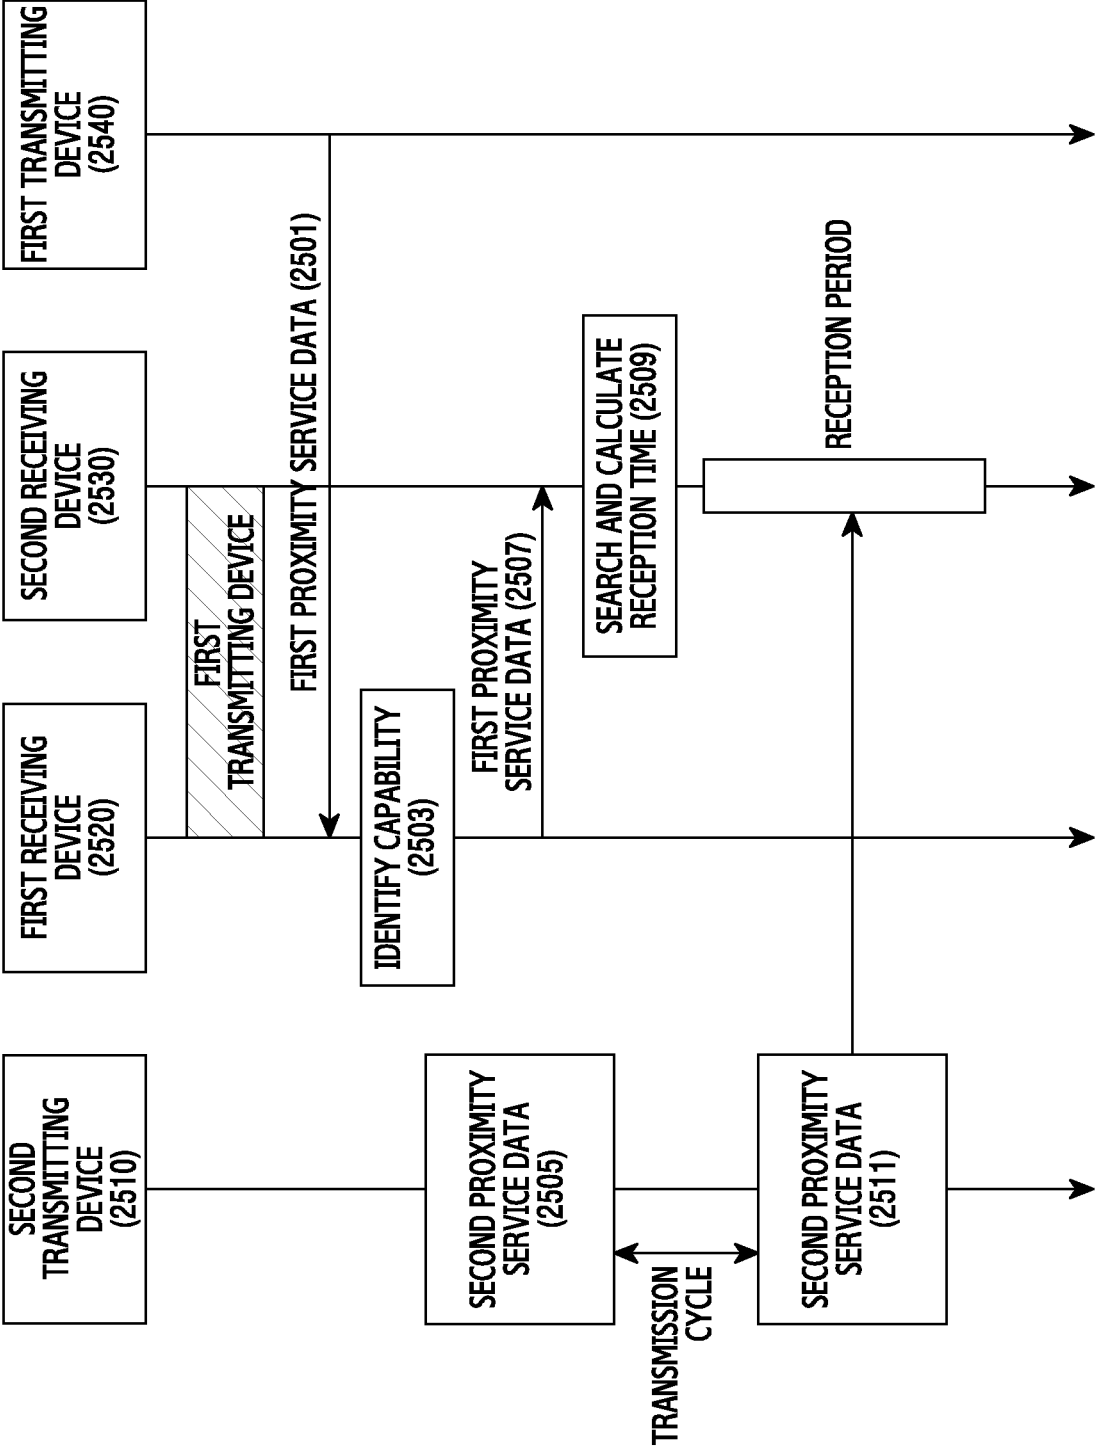 SECOND
TRANSMITTING
DEVICE
(2510)
FIRST RECEIVING
DEVICE
(2520)
SECOND RECEIVING
DEVICE
(2530)
FIRST TRANSMITTING
DEVICE
(2540)
FIRST
TRANSMITTING DEVICE
FIRST PROXIMITY SERVICE DATA (2501)
IDENTIFY CAPABILITY
(2503)
SECOND PROXIMITY
SERVICE DATA
(2505)
FIRST PROXIMITY
SERVICE DATA (2507)
SEARCH AND CALCULATE
RECEPTION TIME (2509)
TRANSMISSION
CYCLE
SECOND PROXIMITY
SERVICE DATA
(2511)
RECEPTION PERIOD